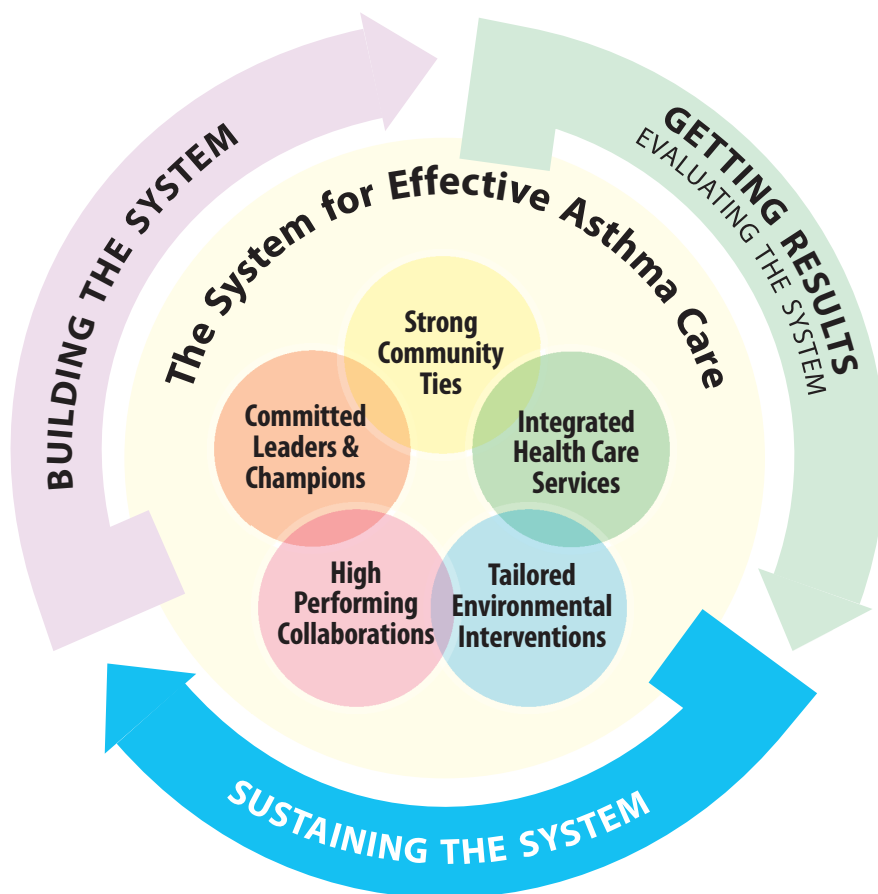 BUILDING THE SYSTEM
GETTING RESULTS
EVALUATING THE SYSTEM
The System for Effective Asthma Care
Strong
Community
Ties
Committed
Leaders &
Champions
Integrated
Health Care
Services
High
Performing
Collaborations
Tailored
Environmental
Interventions
SUSTAINING THE SYSTEM